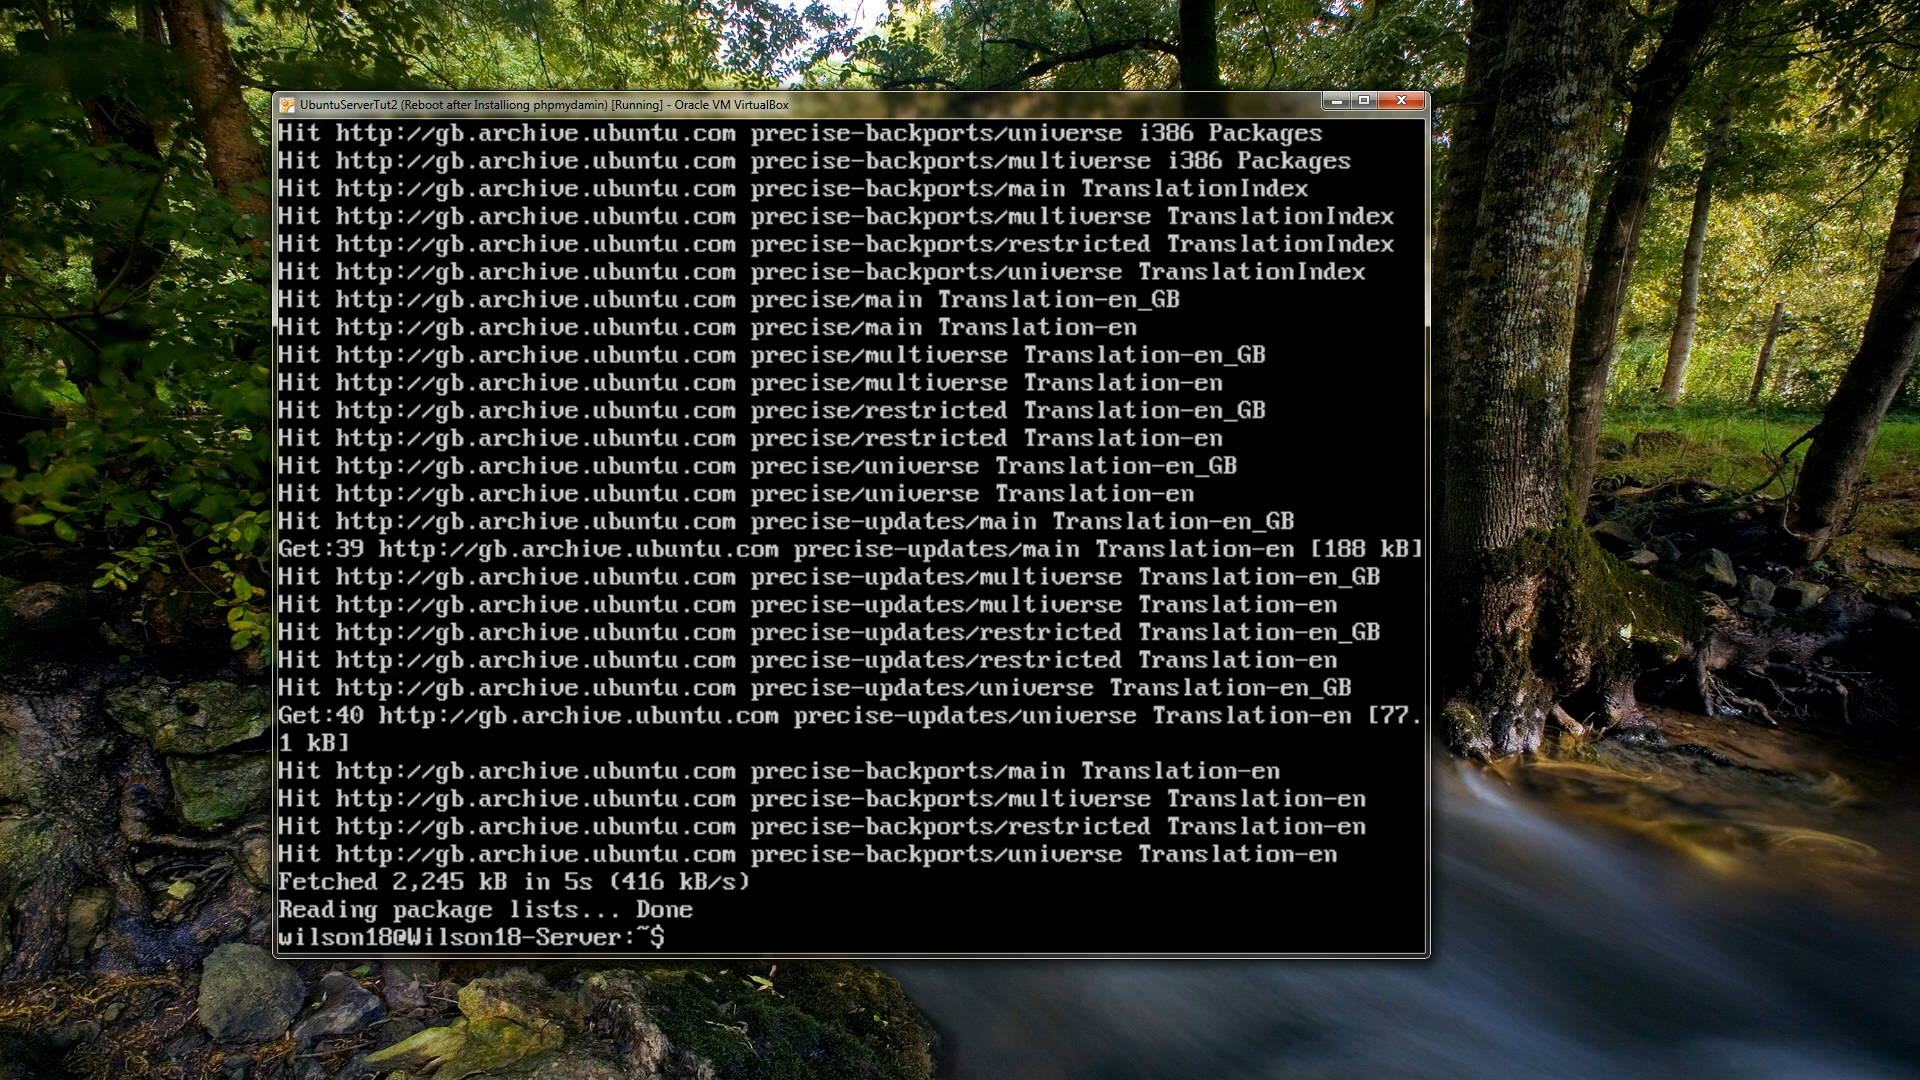 UbuntuServerTut2 (Reboot after Installiong phpmydamin) [Running] - Oracle VM VirtualBox
Hit http://gb.archive.ubuntu.com precise-backports/universe i386 Packages
Hit http://gb.archive.ubuntu.com precise-backports/multiverse i386 Packages
Hit http://gb.archive.ubuntu.com precise-backports/main TranslationIndex
Hit http://gb.archive.ubuntu.com precise-backports/multiverse TranslationIndex
Hit http://gb.archive.ubuntu.com precise-backports/restricted TranslationIndex
Hit http://gb.archive.ubuntu.com precise-backports/universe TranslationIndex
Hit http://gb.archive.ubuntu.com precise/main Translation-en_GB
Hit http://gb.archive.ubuntu.com precise/main Translation-en
Hit http://gb.archive.ubuntu.com precise/multiverse Translation-en_GB
Hit http://gb.archive.ubuntu.com precise/multiverse Translation-en
Hit http://gb.archive.ubuntu.com precise/restricted Translation-en_GB
Hit http://gb.archive.ubuntu.com precise/restricted Translation-en
Hit http://gb.archive.ubuntu.com precise/universe Translation-en_GB
Hit http://gb.archive.ubuntu.com precise/universe Translation-en
Hit http://gb.archive.ubuntu.com precise-updates/main Translation-en_GB
Get:39 http://gb.archive.ubuntu.com precise-updates/main Translation-en [188 kB]
Hit http://gb.archive.ubuntu.com precise-updates/multiverse Translation-en_GB
Hit http://gb.archive.ubuntu.com precise-updates/multiverse Translation-en
Hit http://gb.archive.ubuntu.com precise-updates/restricted Translation-en_GB
Hit http://gb.archive.ubuntu.com precise-updates/restricted Translation-en
Hit http://gb.archive.ubuntu.com precise-updates/universe Translation-en_GB
Get:40 http://gb.archive.ubuntu.com precise-updates/universe Translation-en [77.
1 kB]
Hit http://gb.archive.ubuntu.com precise-backports/main Translation-en
Hit http://gb.archive.ubuntu.com precise-backports/multiverse Translation-en
Hit http://gb.archive.ubuntu.com precise-backports/restricted Translation-en
Hit http://gb.archive.ubuntu.com precise-backports/universe Translation-en
Fetched 2,245 kB in 5s (416 kB/s)
Reading package lists... Done
wilson18@Wilson18-Server:~$